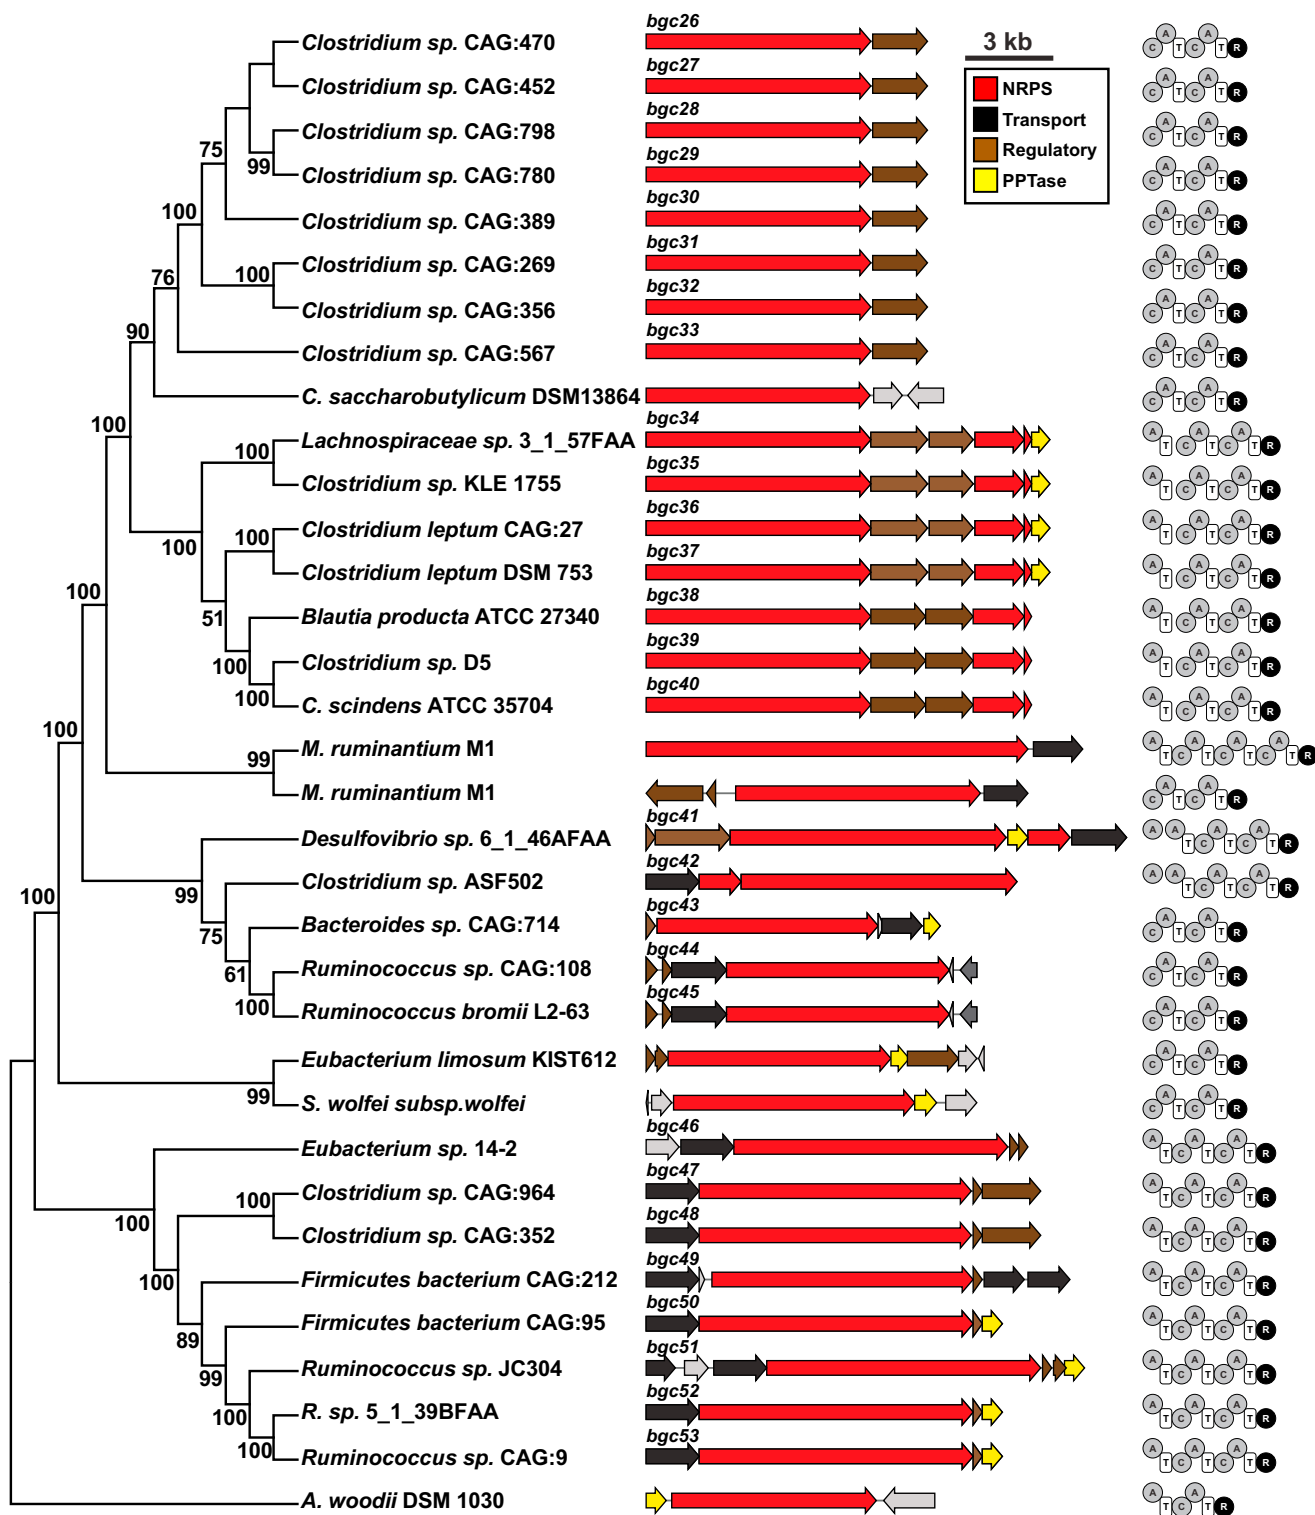 bgc26
Clostridium sp. CAG:470
3 kb
C A T C A T R
bgc27
Clostridium sp. CAG:452
NRPS
C A T C A T R
Transport
bgc28
Clostridium sp. CAG:798
Regulatory
C A T C A T R
75
99
bgc29
Clostridium sp. CAG:780
PPTase
C A T C A T R
100
bgc30
Clostridium sp. CAG:389
C A T C A T R
76
100
bgc31
Clostridium sp. CAG:269
C A T C A T R
bgc32
Clostridium sp. CAG:356
C A T C A T R
90
bgc33
Clostridium sp. CAG:567
C A T C A T R
C. saccharobutylicum DSM13864
C A T C A T R
100
bgc34
Lachnospiraceae sp. 3_1_57FAA
A T C A T C A T R
100
bgc35
Clostridium sp. KLE 1755
A T C A T C A T R
100
100
bgc36
Clostridium leptum CAG:27
A T C A T C A T R
bgc37
Clostridium leptum DSM 753
A T C A T C A T R
100
51
bgc38
Blautia producta ATCC 27340
A T C A T C A T R
100
bgc39
Clostridium sp. D5
A T C A T C A T R
100
bgc40
C. scindens ATCC 35704
A T C A T C A T R
100
99
M. ruminantium M1
A T C A T C A T C A T R
M. ruminantium M1
C A T C A T R
bgc41
Desulfovibrio sp. 6_1_46AFAA
A A T C A T C A T R
100
99
bgc42
Clostridium sp. ASF502
A A T C A T C A T R
75
bgc43
Bacteroides sp. CAG:714
C A T C A T R
61
bgc44
Ruminococcus sp. CAG:108
C A T C A T R
100
bgc45
Ruminococcus bromii L2-63
C A T C A T R
Eubacterium limosum KIST612
C A T C A T R
99
S. wolfei subsp.wolfei
C A T C A T R
bgc46
Eubacterium sp. 14-2
A T C A T C A T R
100
100
bgc47
Clostridium sp. CAG:964
A T C A T C A T R
bgc48
Clostridium sp. CAG:352
A T C A T C A T R
100
bgc49
Firmicutes bacterium CAG:212
A T C A T C A T R
89
bgc50
Firmicutes bacterium CAG:95
A T C A T C A T R
99
bgc51
Ruminococcus sp. JC304
A T C A T C A T R
100
bgc52
R. sp. 5_1_39BFAA
A T C A T C A T R
100
bgc53
Ruminococcus sp. CAG:9
A T C A T C A T R
A. woodii DSM 1030
A T C A T R